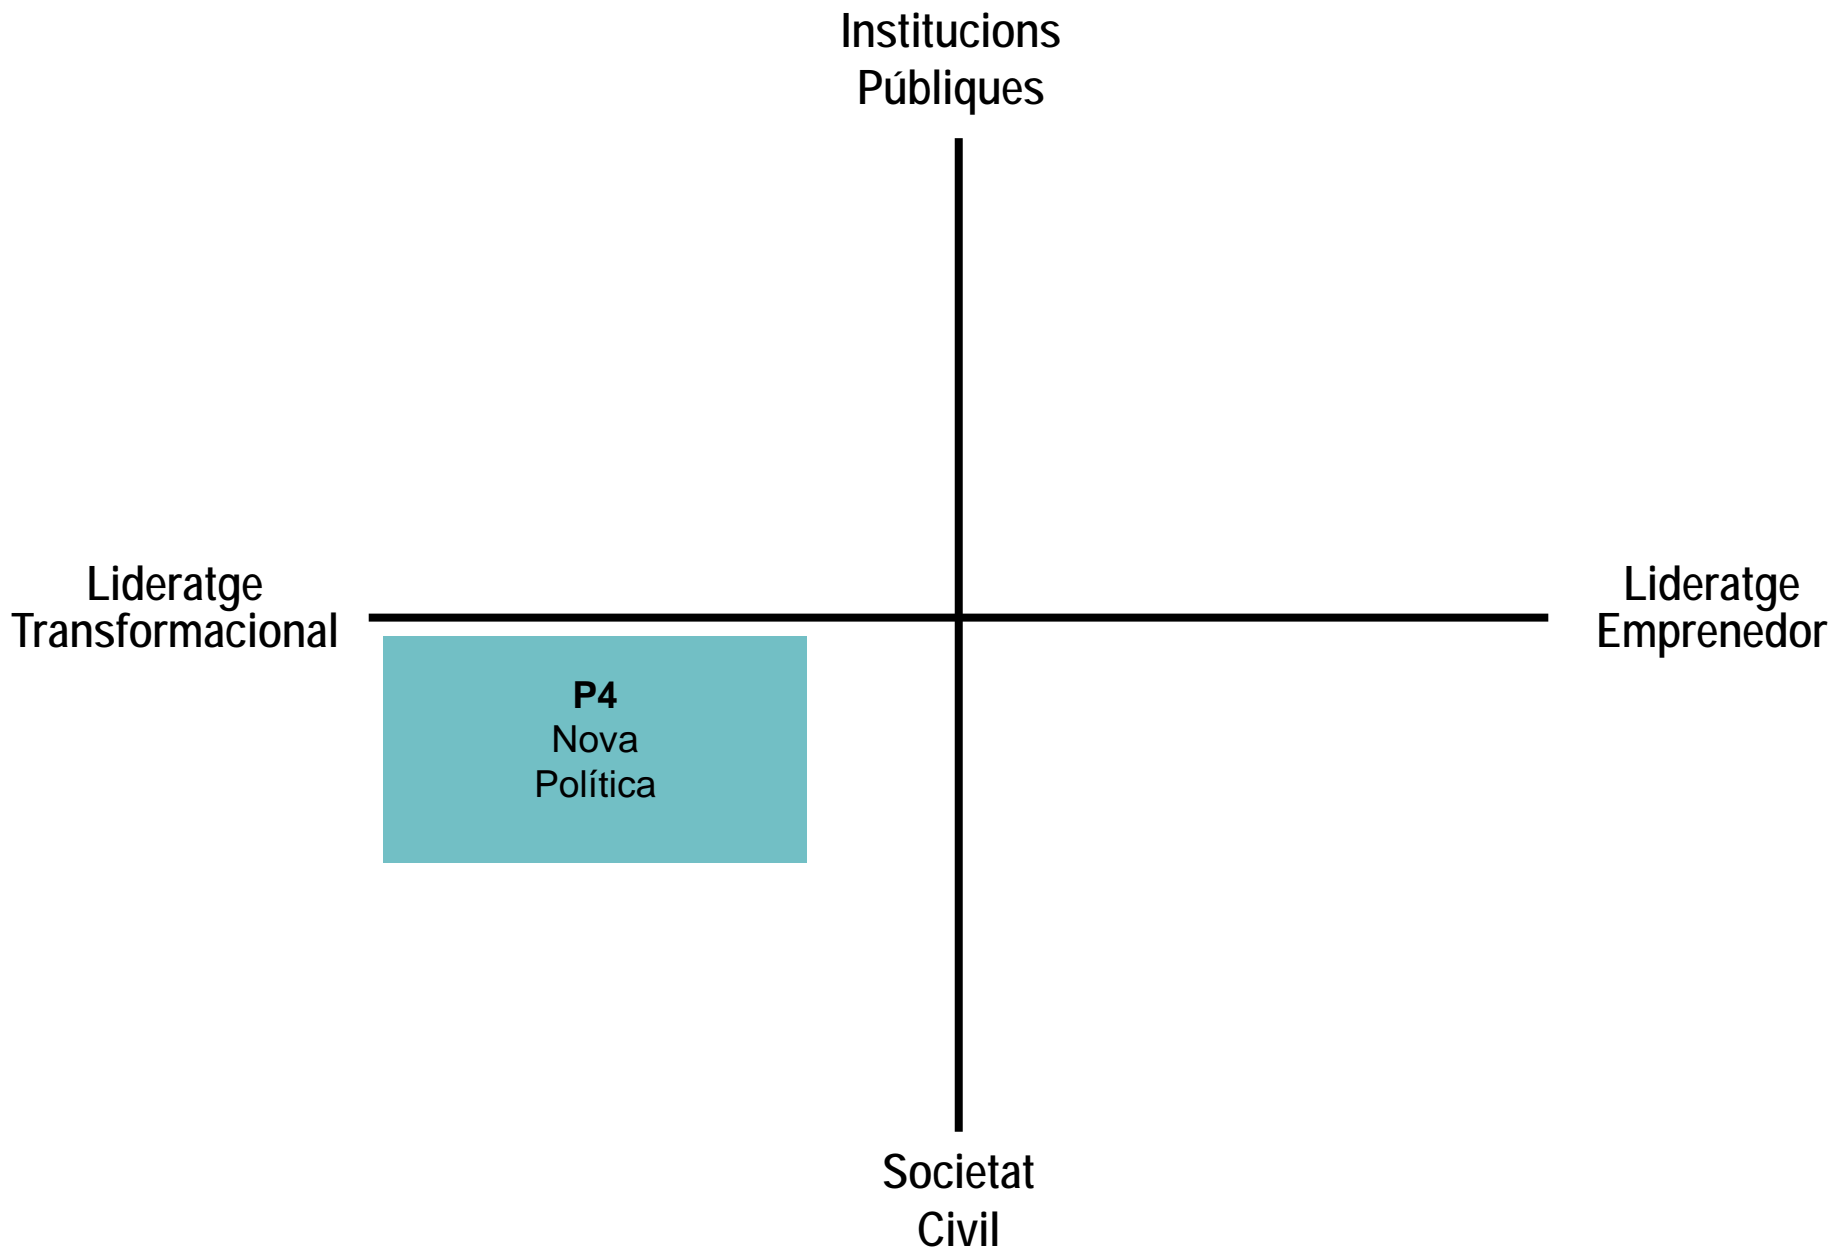 Institucions
Públiques
Lideratge
Transformacional
Lideratge
Emprenedor
P4
Nova
Política
Societat
Civil